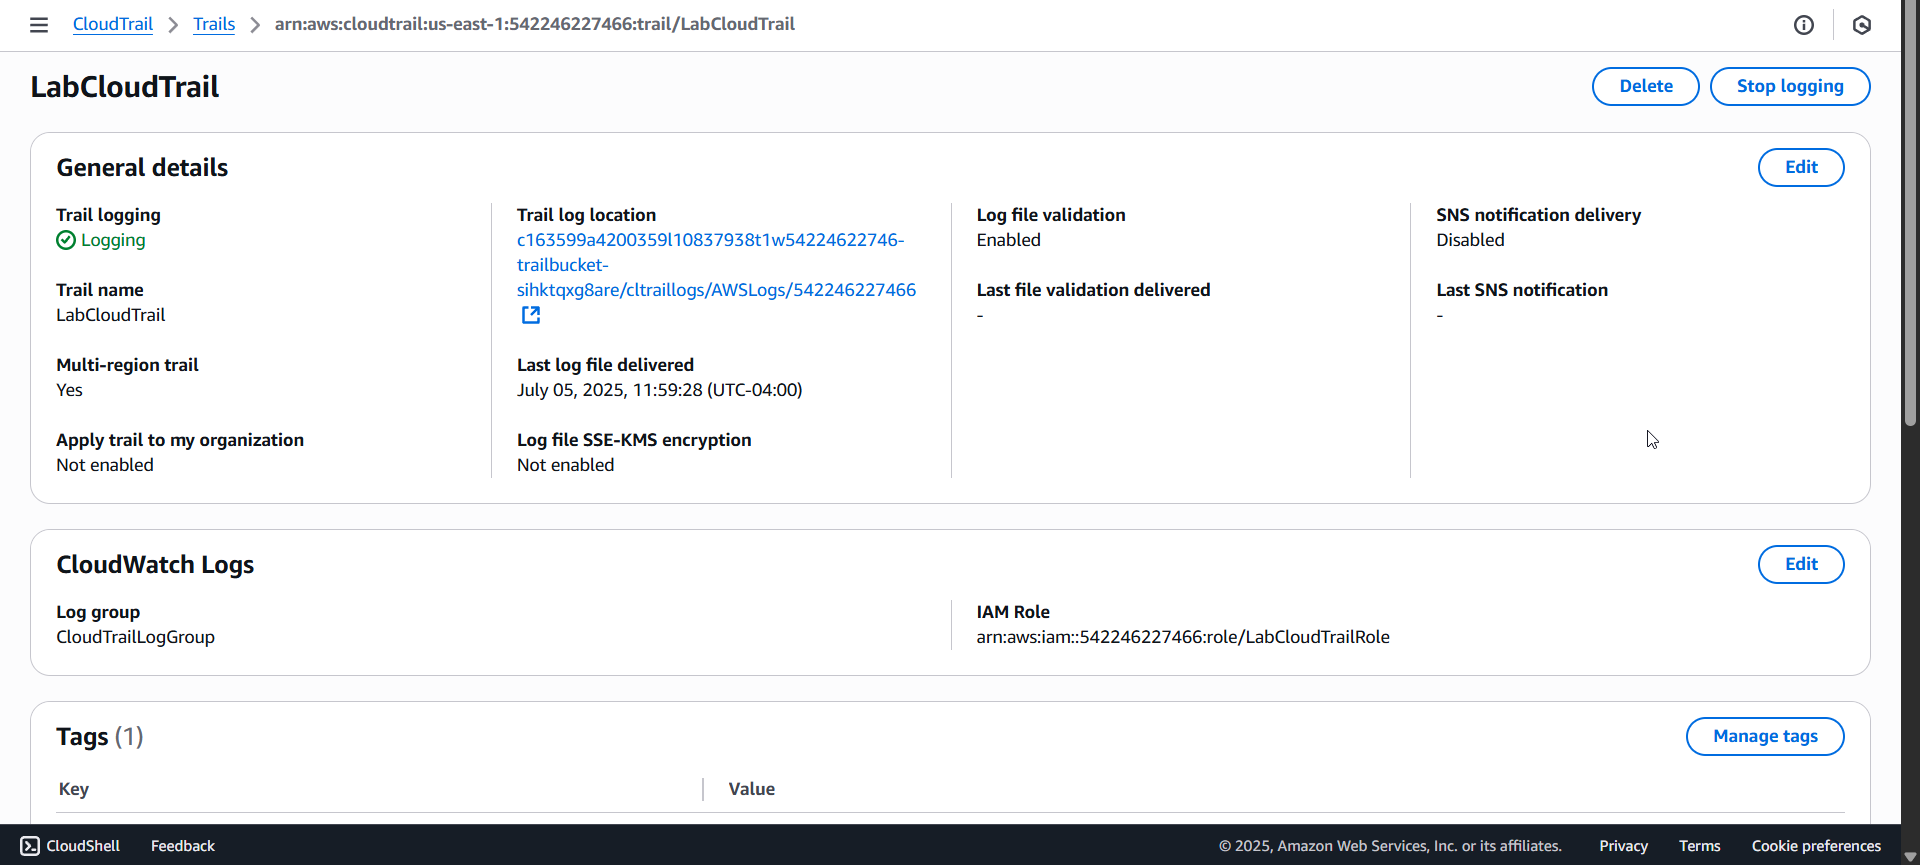 CloudTrail
Trails
arn:aws:cloudtrail:us-east-1:542246227466:trail/LabCloudTrail
LabCloudTrail
Delete
Stop logging
General details
Edit
Trail logging
Logging
Trail name
LabCloudTrail
Multi-region trail
Yes
Apply trail to my organization
Not enabled
Trail log location
c163599a4200359l10837938t1w54224622746-
trailbucket-
sihktqxg8are/cltraillogs/AWSLogs/542246227466
Last log file delivered
July 05, 2025, 11:59:28 (UTC-04:00)
Log file SSE-KMS encryption
Not enabled
Log file validation
Enabled
Last file validation delivered
-
SNS notification delivery
Disabled
Last SNS notification
-
CloudWatch Logs
Edit
Log group
CloudTrailLogGroup
IAM Role
arn:aws:iam::542246227466:role/LabCloudTrailRole
Tags (1)
Manage tags
Key
Value
CloudShell
Feedback
© 2025, Amazon Web Services, Inc. or its affiliates.
Privacy
Terms
Cookie preferences